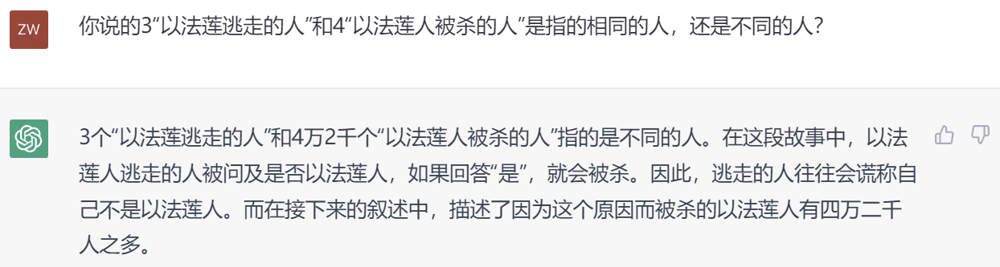 ZW
你说的3“以法莲逃走的人”和4“以法莲人被杀的人”是指的相同的人，还是不同的人？
3个“以法莲逃走的人”和4万2千个“以法莲人被杀的人”指的是不同的人。在这段故事中，以法
莲人逃走的人被问及是否以法莲人，如果回答“是”，就会被杀。因此，逃走的人往往会谎称自
己不是以法莲人。而在接下来的叙述中，描述了因为这个原因而被杀的以法莲人有四万二千
人之多。